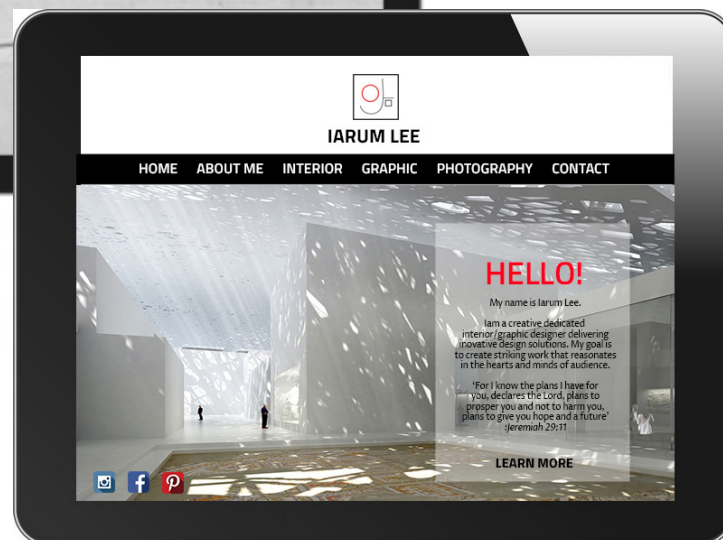 IARUM LEE
HOME ABOUT ME INTERIOR GRAPHIC PHOTOGRAPHY CONTACT
HELLO!
My name is Iarum Lee.
Iam a creative dedicated
interior/graphic designer delivering
inovative design solutions. My goal is
to create striking work that reasonates
in the hearts and minds of audience.
‘For I know the plans I have for
you, declares the Lord, plans to
prosper you and not to harm you,
plans to give you hope and a future’
:Jeremiah 29:11
LEARN MORE